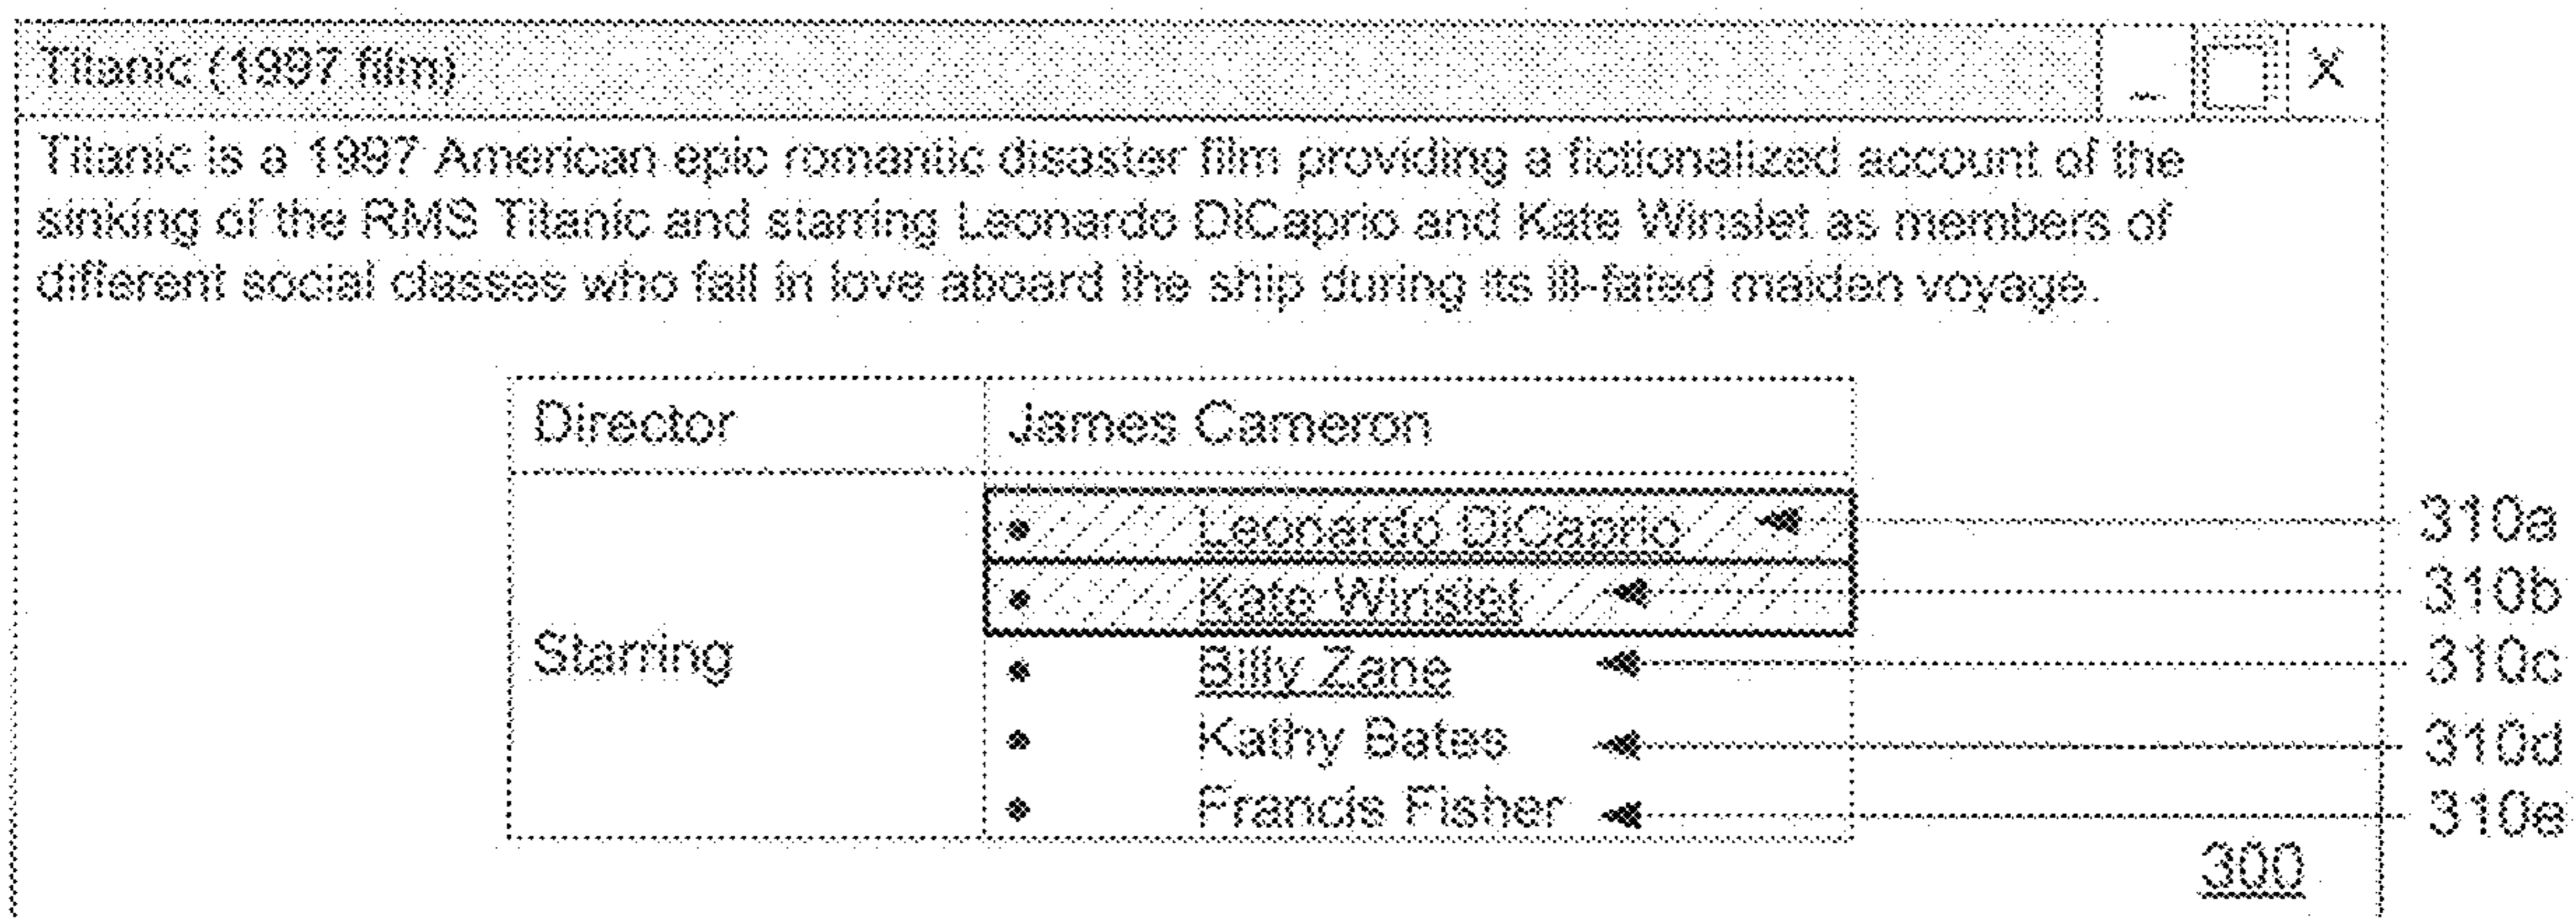 Titanic (1997 film)
Titanic is a 1997 American epic romantic disaster film providing a fictionalized account of the
sinking of the RMS Titanic and starring Leonardo DiCaprio and Kate Winslet as members of
different social classes who fall in love aboard the ship during its ill-fated maiden voyage.
Director James Cameron
Starring
• Leonardo DiCaprio 310a
• Kate Winslet 310b
• Billy Zane 310c
• Kathy Bates 310d
• Francis Fisher 310e
300